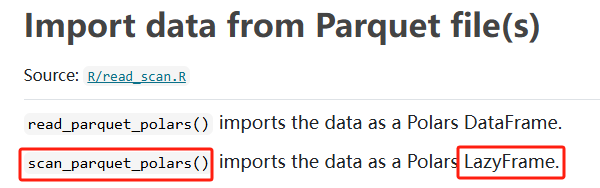 Import data from Parquet file(s)
Source: R/read_scan.R
read_parquet_polars() imports the data as a Polars DataFrame.
scan_parquet_polars() imports the data as a Polars LazyFrame.